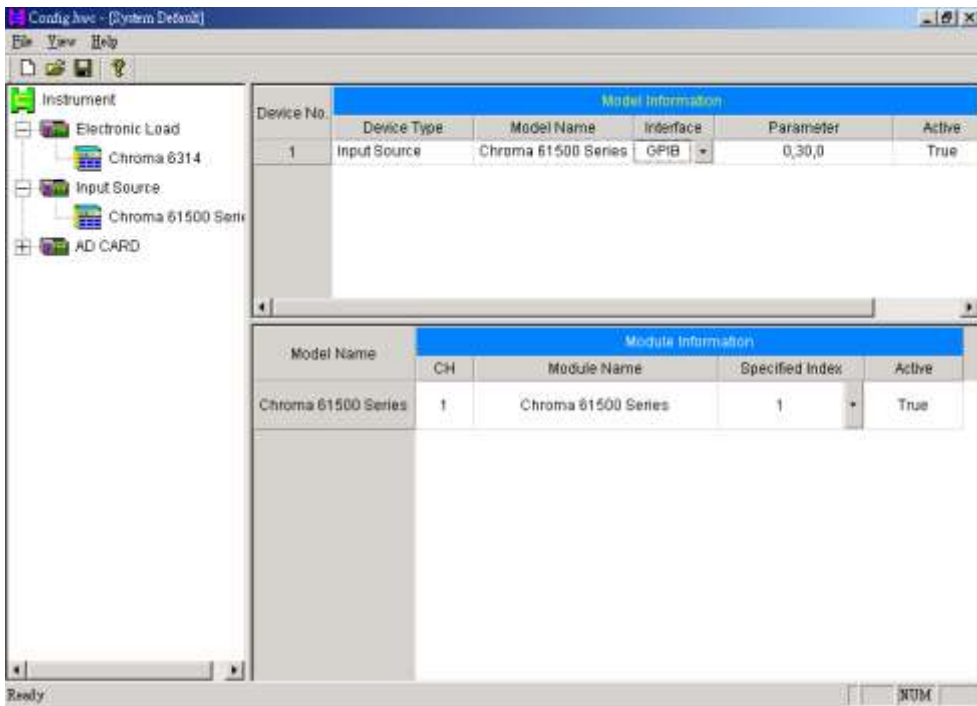 Config.hwc - [System Default]
File View Help
Instrument
Electronic Load
Chroma 6314
Input Source
Chroma 61500 Serie
AD CARD
Device No. Model Information
Device Type Model Name Interface Parameter Active
1 Input Source Chroma 61500 Series GPIB 0,30,0 True
Model Name Module Information
CH Module Name Specified Index Active
Chroma 61500 Series 1 Chroma 61500 Series 1 True
Ready NUM